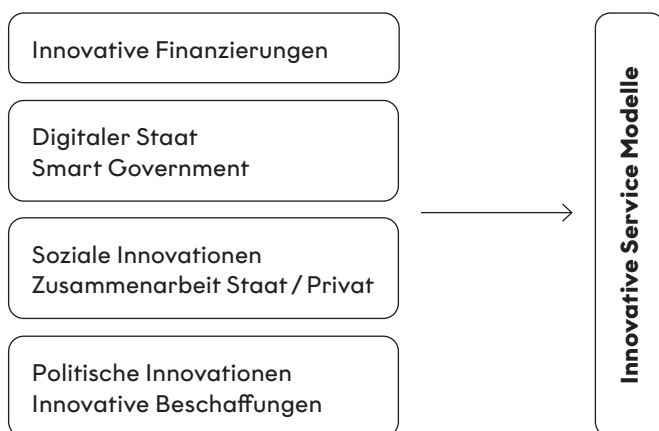 Innovative Finanzierungen
Digitaler Staat
Smart Government
Soziale Innovationen
Zusammenarbeit Staat / Privat
Politische Innovationen
Innovative Beschaffungen
Innovative Service Modelle